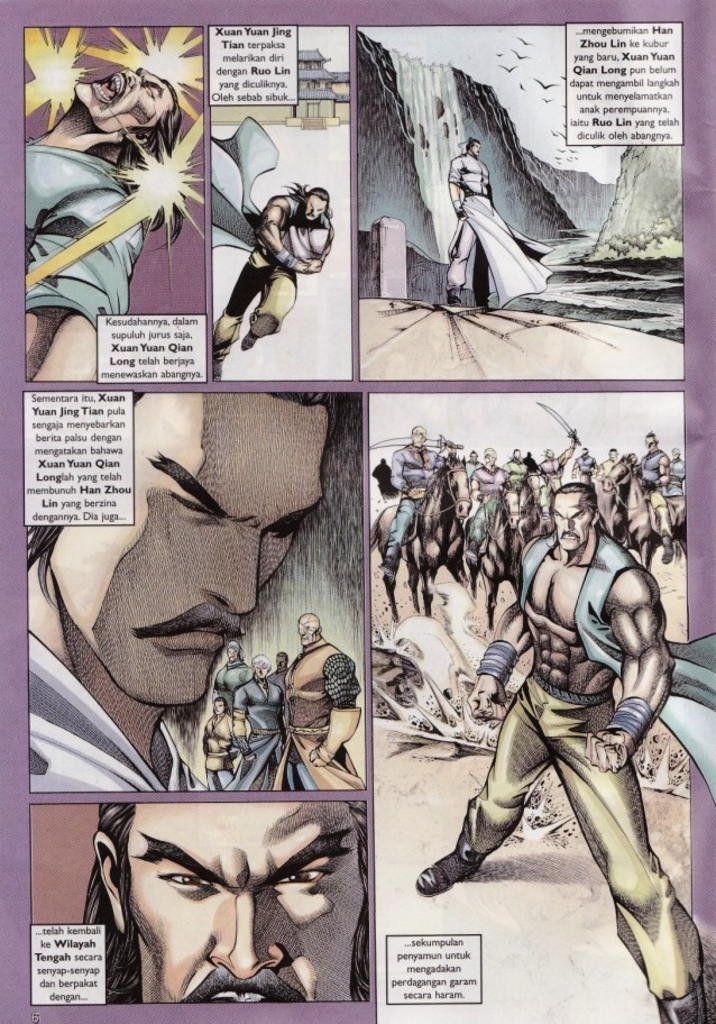 Kesudahannya, dalam
supuluh jurus saja,
Xuan Yuan Qian
Long telah berjaya
menewaskan abangnya.
Xuan Yuan Jing
Tian terpaksa
melarikan diri
dengan Ruo Lin
yang diculiknya.
Oleh sebab sibuk...
...mengebumikan Han
Zhou Lin ke kubur
yang baru, Xuan Yuan
Qian Long pun belum
dapat mengambil langkah
untuk menyelamatkan
anak perempuannya,
iaitu Ruo Lin yang telah
diculik oleh abangnya.
Sementara itu, Xuan
Yuan Jing Tian pula
sengaja menyebarkan
berita palsu dengan
mengatakan bahawa
Xuan Yuan Qian
Longlah yang telah
membunuh Han Zhou
Lin yang berzina
dengannya. Dia juga...
...telah kembali
ke Wilayah
Tengah secara
senyap-senyap
dan berpakat
dengan...
...sekumpulan
penyamun untuk
mengadakan
perdagangan garam
secara haram.
6